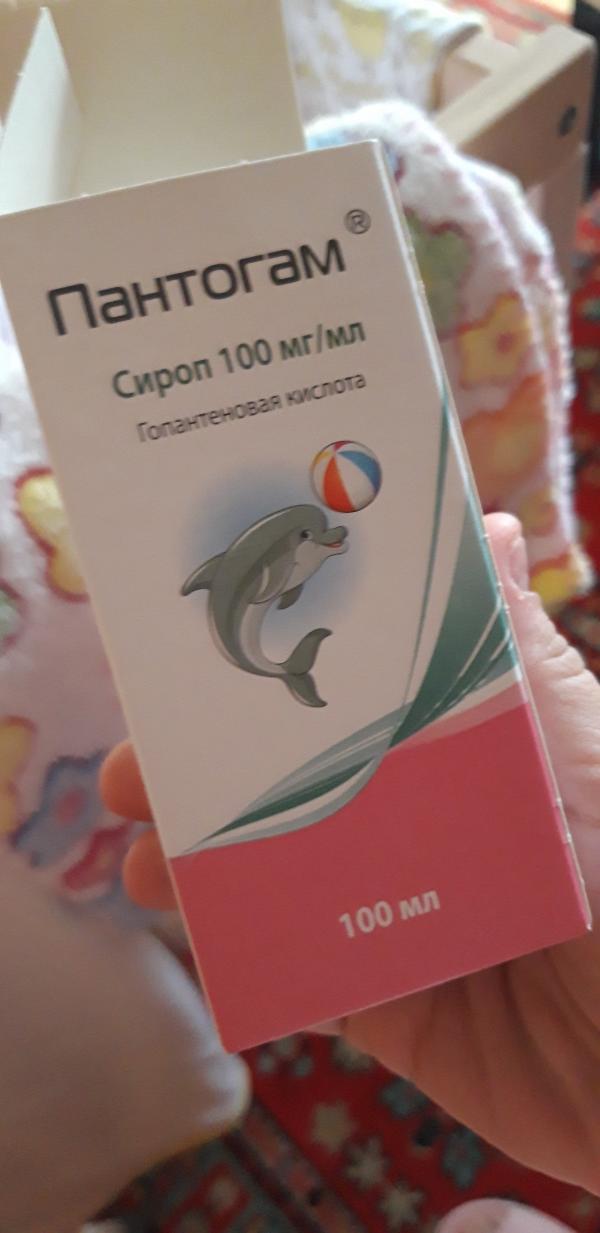 Пантогам®
Сироп 100 мг/мл
Гопантеновая кислота
100 мл